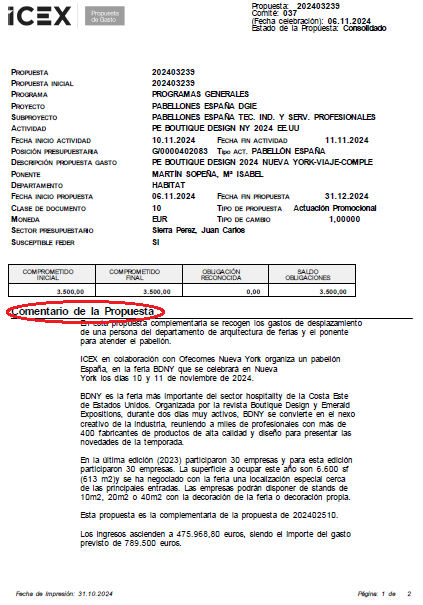 ICEX
Propuesta
de Gasto
Propuesta: 202403239
Comité: 037
(Fecha celebración): 06.11.2024
Estado de la Propuesta: Consolidado
PROPUESTA 202403239
PROPUESTA INICIAL 202403239
PROGRAMA PROGRAMAS GENERALES
PROYECTO PABELLONES ESPAÑA DGIE
SUBPROYECTO PABELLONES ESPAÑA TEC. IND. Y SERV. PROFESIONALES
ACTIVIDAD PE BOUTIQUE DESIGN NY 2024 EE.UU
FECHA INICIO ACTIVIDAD 10.11.2024 FECHA FIN ACTIVIDAD 11.11.2024
POSICIÓN PRESUPUESTARIA G/0000402083 Tipo ACT. PABELLÓN ESPAÑA
DESCRIPCIÓN PROPUESTA GASTO PE BOUTIQUE DESIGN 2024 NUEVA YORK-VIAJE-COMPLE
PONENTE MARTÍN SOPEÑA, Mª ISABEL
DEPARTAMENTO HABITAT
FECHA INICIO PROPUESTA 06.11.2024 FECHA FIN PROPUESTA 31.12.2024
CLASE DE DOCUMENTO 10 TIPO DE PROPUESTA Actuación Promocional
MONEDA EUR TIPO DE CAMBIO 1,00000
SECTOR PRESUPUESTARIO Sierra Perez, Juan Carlos
SUSCEPTIBLE FEDER SI
COMPROMETIDO INICIAL COMPROMETIDO FINAL OBLIGACIÓN RECONOCIDA SALDO OBLIGACIONES
3.500,00 3.500,00 0,00 3.500,00
Comentario de la Propuesta
En esta propuesta complementaria se recogen los gastos de desplazamiento
de una persona del departamento de arquitectura de ferias y el ponente
para atender el pabellón.
ICEX en colaboración con Ofecomes Nueva York organiza un pabellón
España, en la feria BDNY que se celebrará en Nueva
York los días 10 y 11 de noviembre de 2024.
BDNY es la feria más importante del sector hospitality de la Costa Este
de Estados Unidos. Organizada por la revista Boutique Design y Emerald
Expositions, durante dos días muy activos, BDNY se convierte en el nexo
creativo de la industria, reuniendo a miles de profesionales con más de
400 fabricantes de productos de alta calidad y diseño para presentar las
novedades de la temporada.
En la última edición (2023) participaron 30 empresas y para esta edición
participaron 30 empresas. La superficie a ocupar este año son 6.600 sf
(613 m2)y se ha negociado con la feria una localización especial cerca
de las principales entradas. Las empresas podrán disponer de stands de
10m2, 20m2 o 40m2 con la decoración de la feria o decoración propia.
Esta propuesta es la complementaria de la propuesta de 202402510.
Los ingresos ascienden a 475.968,80 euros, siendo el importe del gasto
previsto de 789.500 euros.
Fecha de Impresión: 31.10.2024 Página: 1 de 2